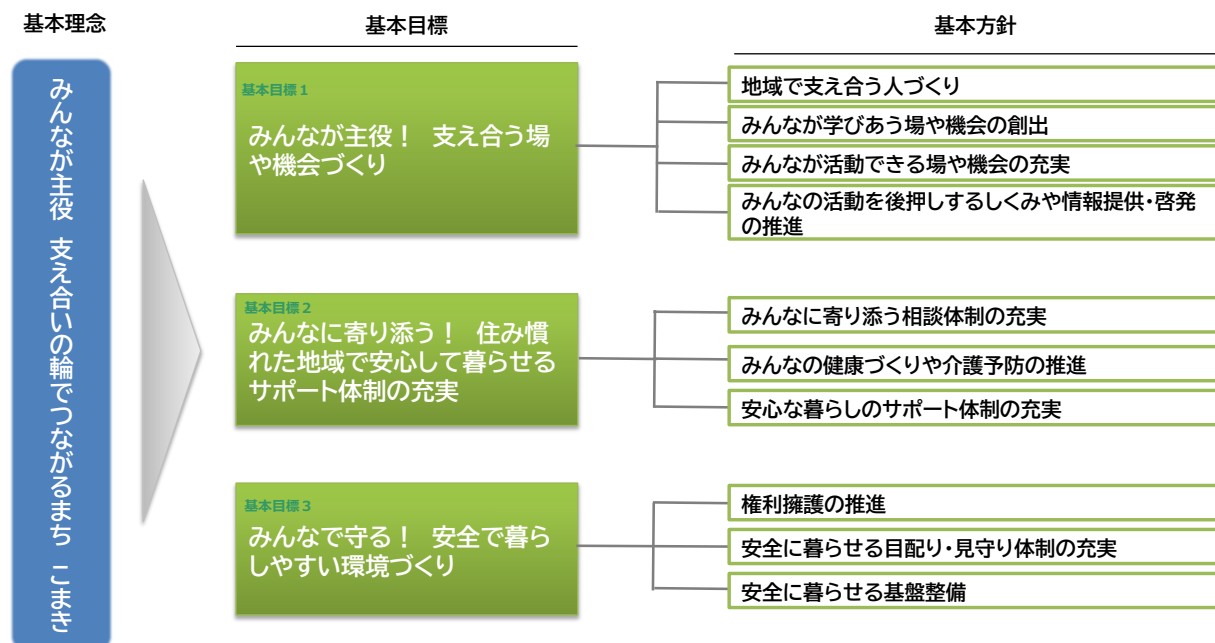 基本理念
基本目標
基本方針
みんなが主役 支え合いの輪でつながるまち こまき
基本目標1
みんなが主役！ 支え合う場
や機会づくり
地域で支え合う人づくり
みんなが学びあう場や機会の創出
みんなが活動できる場や機会の充実
みんなの活動を後押しするしくみや情報提供・啓発
の推進
基本目標2
みんなに寄り添う！ 住み慣
れた地域で安心して暮らせる
サポート体制の充実
みんなに寄り添う相談体制の充実
みんなの健康づくりや介護予防の推進
安心な暮らしのサポート体制の充実
基本目標3
みんなで守る！ 安全で暮ら
しやすい環境づくり
権利擁護の推進
安全に暮らせる目配り・見守り体制の充実
安全に暮らせる基盤整備